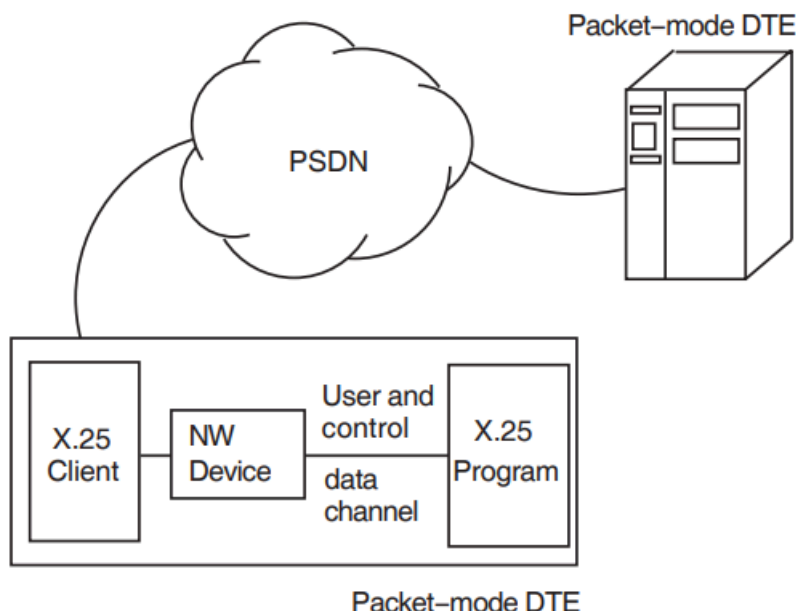 Packet–mode DTE
PSDN
X.25
Client
NW
Device
User and
control
data
channel
X.25
Program
Packet–mode DTE